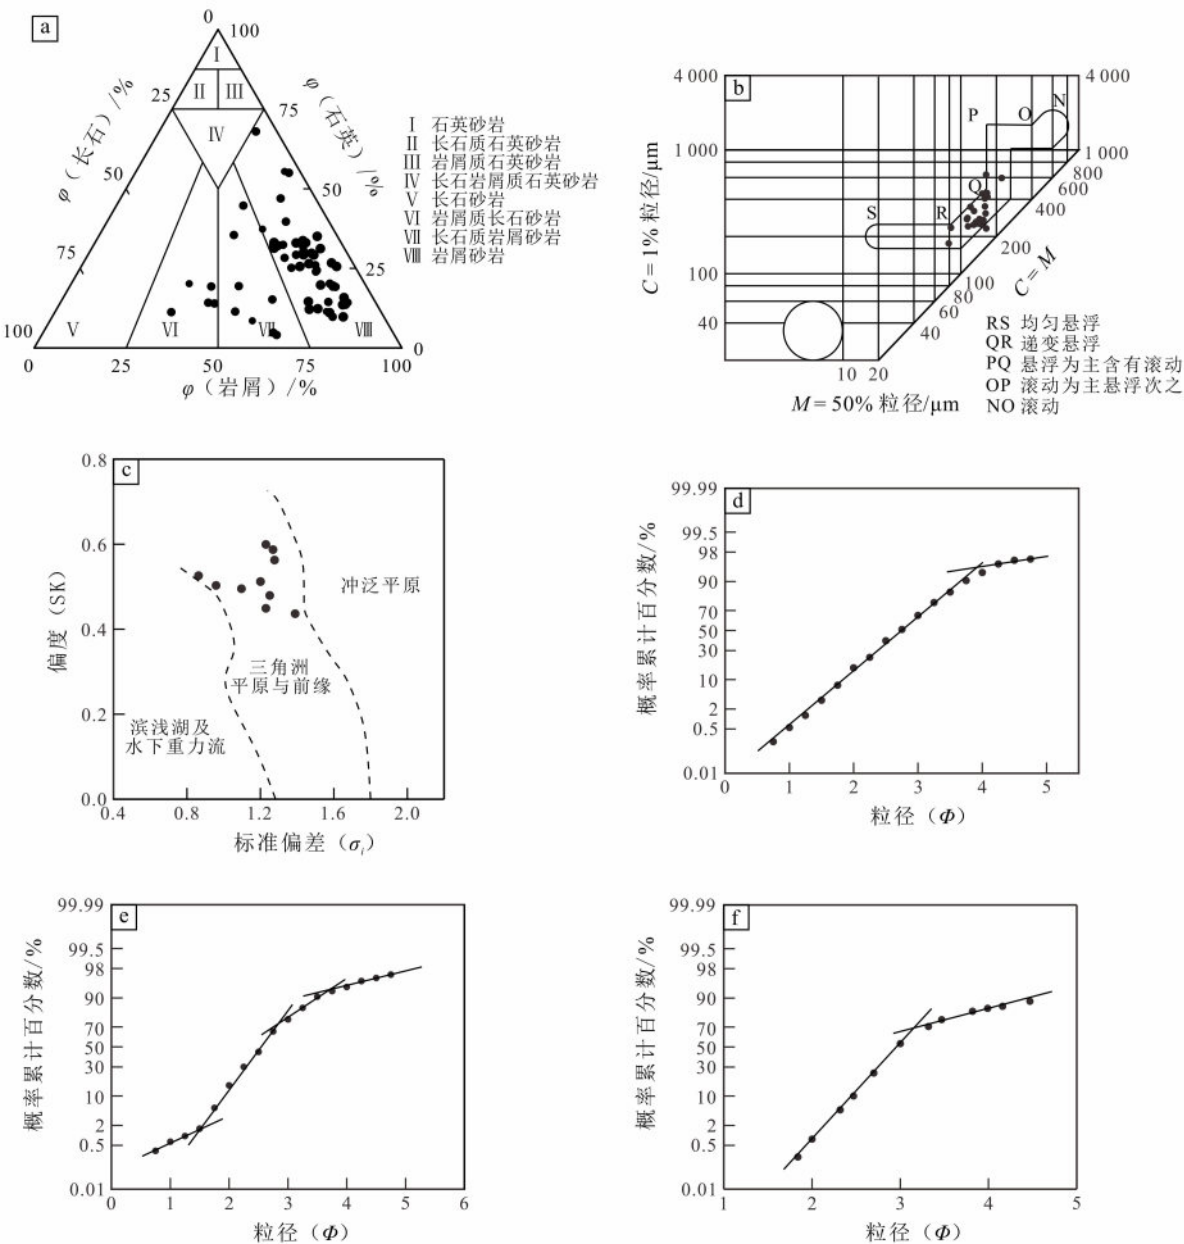 a
0
100
I
II
III
IV
V
VI
VII
VIII
25
50
75
100
75
50
25
0
0
25
50
75
100
φ（长石）/%
φ（石英）/%
φ（岩屑）/%
I 石英砂岩
II 长石质石英砂岩
III 岩屑质石英砂岩
IV 长石岩屑质石英砂岩
V 长石砂岩
VI 岩屑质长石砂岩
VII 长石质岩屑砂岩
VIII 岩屑砂岩
b
4 000
1 000
100
40
C=1% 粒径/μm
4 000
1 000
800
600
400
200
100
80
60
40
10 20
C=M
M=50% 粒径/μm
P
O
N
Q
R
S
RS 均匀悬浮
QR 递变悬浮
PQ 悬浮为主含有滚动
OP 滚动为主悬浮次之
NO 滚动
c
0.8
0.6
0.4
0.2
0.0
偏度（SK）
冲泛平原
三角洲
平原与前缘
滨浅湖及
水下重力流
0.4 0.8 1.2 1.6 2.0
标准偏差（σi）
d
99.99
99.5
98
90
70
50
30
10
2
0.5
0.01
概率累计百分数/%
0 1 2 3 4 5
粒径（Φ）
e
99.99
99.5
98
90
70
50
30
10
2
0.5
0.01
概率累计百分数/%
0 1 2 3 4 5 6
粒径（Φ）
f
99.99
99.5
98
90
70
50
30
10
2
0.5
0.01
概率累计百分数/%
1 2 3 4 5
粒径（Φ）